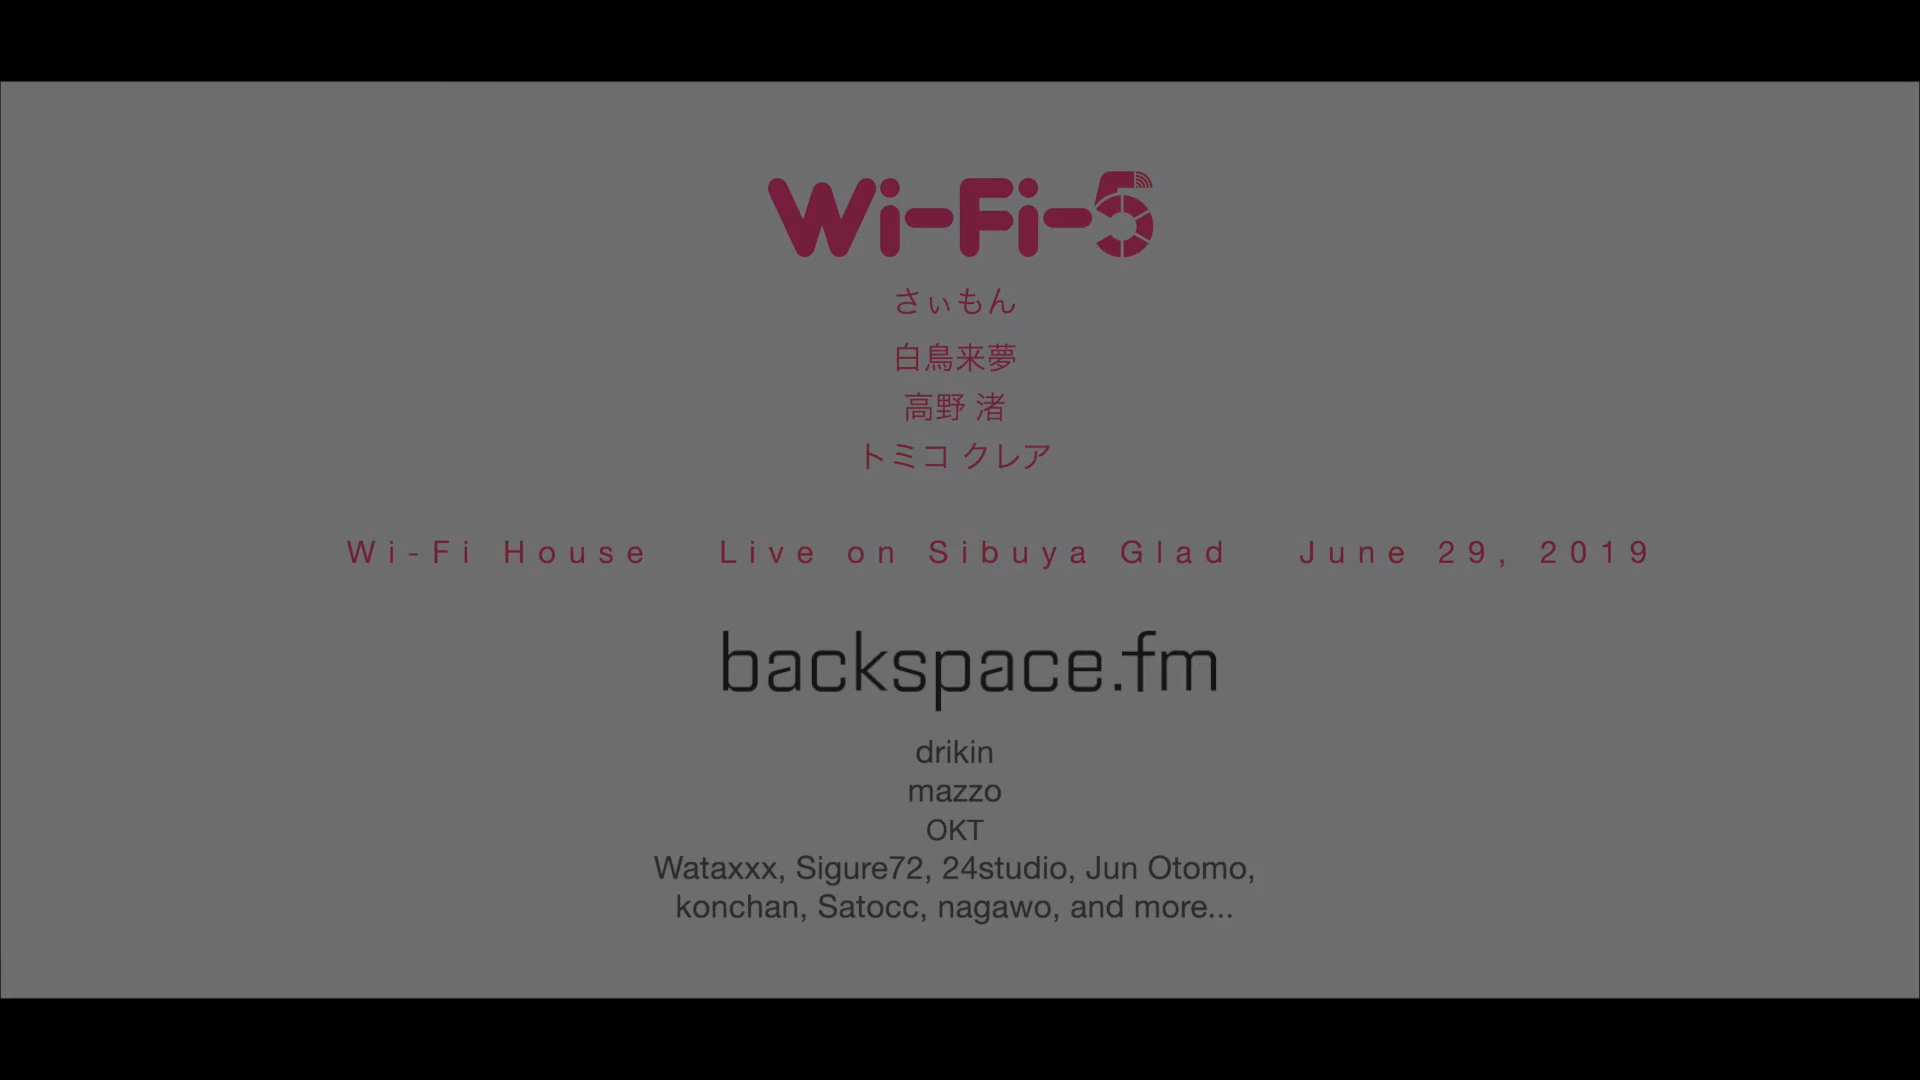 Wi-Fi-5
さぃもん
白鳥来夢
高野 渚
トミコ クレア
Wi-Fi House Live on Sibuya Glad June 29, 2019
backspace.fm
drikin
mazzo
OKT
Wataxxx, Sigure72, 24studio, Jun Otomo,
konchan, Satocc, nagawo, and more...